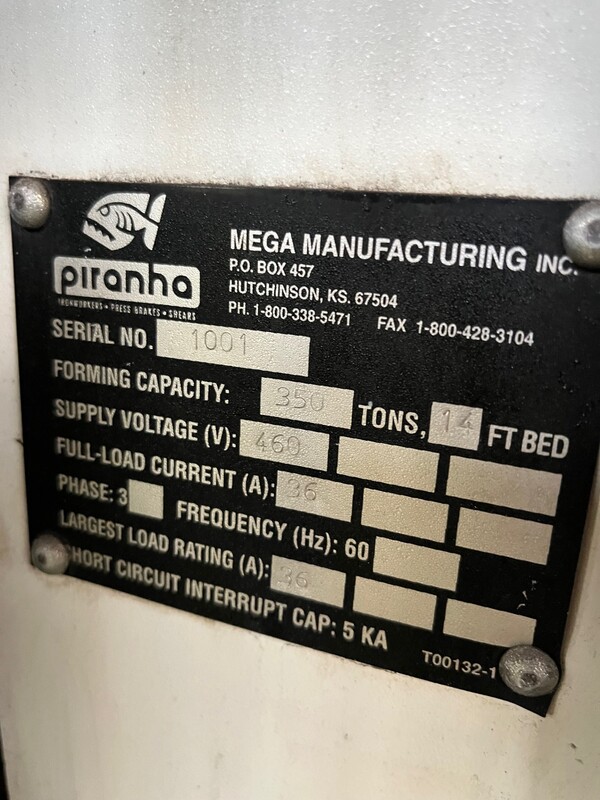 piranha
IRONWORKERS • PRESS BRAKES • SHEARS
MEGA MANUFACTURING INC.
P.O. BOX 457
HUTCHINSON, KS. 67504
PH. 1-800-338-5471 FAX 1-800-428-3104
SERIAL NO. 1001
FORMING CAPACITY: 350 TONS, 14 FT BED
SUPPLY VOLTAGE (V): 460
FULL-LOAD CURRENT (A): 36
PHASE: 3 FREQUENCY (Hz): 60
LARGEST LOAD RATING (A): 36
SHORT CIRCUIT INTERRUPT CAP: 5 KA
T00132-1